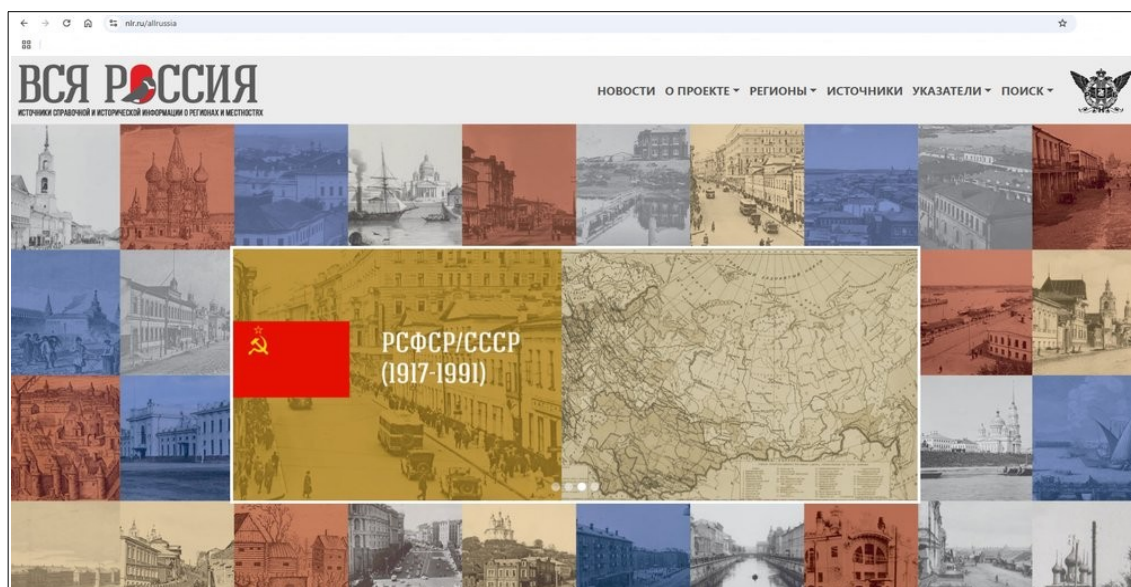 nlr.ru/allrussia
ВСЯ РОССИЯ
ИСТОЧНИКИ СПРАВОЧНОЙ И ИСТОРИЧЕСКОЙ ИНФОРМАЦИИ О РЕГИОНАХ И МЕСТНОСТЯХ
НОВОСТИ О ПРОЕКТЕ РЕГИОНЫ ИСТОЧНИКИ УКАЗАТЕЛИ ПОИСК
РСФСР/СССР
(1917-1991)